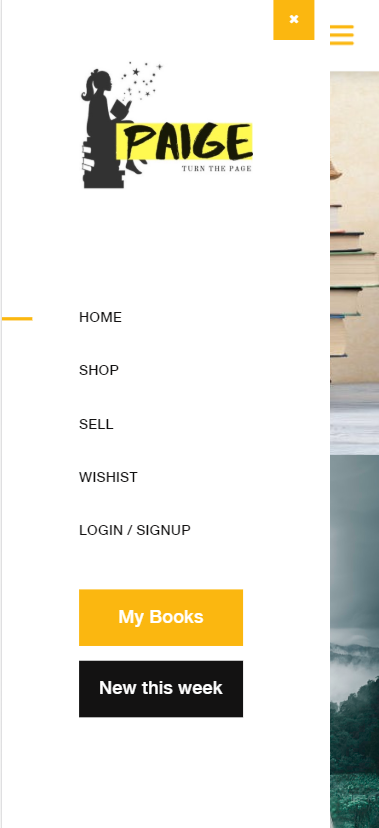 PAIGE
TURN THE PAGE
HOME
SHOP
SELL
WISHIST
LOGIN / SIGNUP
My Books
New this week